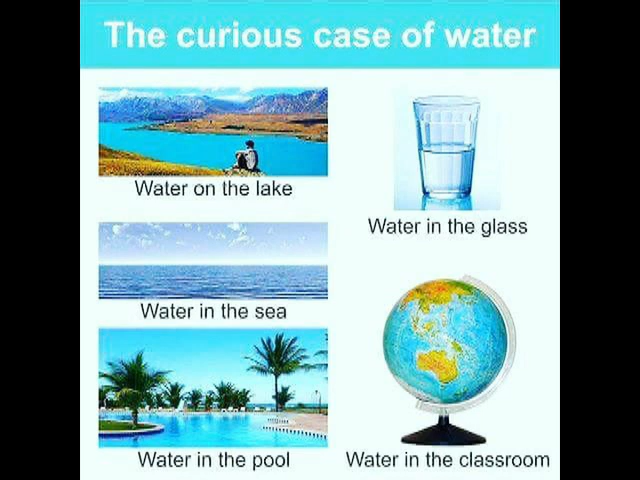 The curious case of water
Water on the lake
Water in the glass
Water in the sea
Water in the pool
Water in the classroom